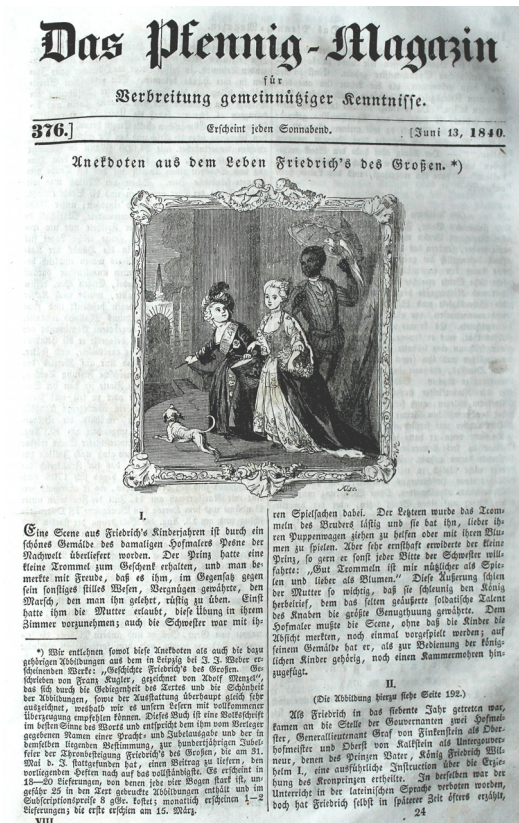 Das Pfennig-Magazin
für
Verbreitung gemeinnütziger Kenntnisse.
376.]
Erscheint jeden Sonnabend.
[Juni 13, 1840.
Anekdoten aus dem Leben Friedrich's des Großen. *)
I.
Eine Scene aus Friedrich's Kinderjahren ist durch ein
schönes Gemälde des damaligen Hofmalers Pesne der
Nachwelt überliefert worden. Der Prinz hatte eine
kleine Trommel zum Geschenk erhalten, und man be-
merkte mit Freude, daß es ihm, im Gegensatz gegen
sein sonstiges stilles Wesen, Vergnügen gewährte, den
Marsch, den man ihn gelehrt, rüstig zu üben. Einst
hatte ihm die Mutter erlaubt, diese Übung in ihrem
Zimmer vorzunehmen; auch die Schwester war mit ih-
*) Wir entlehnen sowol diese Anekdoten als auch die dazu
gehörigen Abbildungen aus dem in Leipzig bei J. J. Weber er-
scheinenden Werke: „Geschichte Friedrich's des Großen. Ge-
schrieben von Franz Kugler, gezeichnet von Adolf Menzel",
das sich durch die Gediegenheit des Textes und die Schönheit
der Abbildungen, sowie der Ausstattung überhaupt gleich sehr
auszeichnet, weshalb wir es unsern Lesern mit vollkommener
Überzeugung empfehlen können. Dieses Buch ist ein Volksschrift
im besten Sinne des Worts und entspricht dem ihm vom Verleger
gegebenen Namen einer Pracht- und Jubelausgabe und der in
demselben liegenden Bestimmung, zur hundertjährigen Jubel-
feier der Thronbesteigung Friedrich's des Großen, die am 31.
Mai d. J. stattgefunden hat, einen Beitrag zu liefern, den
vorliegenden Heften nach auf das vollständigste. Es erscheint in
18—20 Lieferungen, von denen jede vier Bogen stark ist, un-
gefähr 25 in den Text gedruckte Abbildungen enthält und im
Subscriptionspreise 8 gGr. kostet; monatlich erscheinen 1—2
Lieferungen; die erste erschien am 15. März.
VIII.
ren Spielsachen dabei. Der Letztern wurde das Trom-
meln des Bruders lästig und sie bat ihn, lieber ih-
ren Puppenwagen ziehen zu helfen oder mit ihren Blu-
men zu spielen. Aber sehr ernsthaft erwiderte der kleine
Prinz, so gern er sonst jeder Bitte der Schwester will-
fahrte: „Gut Trommeln ist mir nützlicher als Spie-
len und lieber als Blumen." Diese Äußerung schien
der Mutter so wichtig, daß sie schleunig den König
herbeirief, dem das selten geäußerte soldatische Talent
des Knaben die größte Genugthuung gewährte. Dem
Hofmaler mußte die Scene, ohne daß die Kinder die
Absicht merkten, noch einmal vorgespielt werden; auf
seinem Gemälde hat er, als zur Bedienung der könig-
lichen Kinder gehörig, noch einen Kammermohren hin-
zugefügt.
II.
(Die Abbildung hierzu siehe Seite 192.)
Als Friedrich in das siebente Jahr getreten war,
kamen an die Stelle der Gouvernanten zwei Hofmei-
ster, Generallieutenant Graf von Finkenstein als Ober-
hofmeister und Oberst von Kalkstein als Untergouver-
neur, denen des Prinzen Vater, König Friedrich Wil-
helm I., eine ausführliche Instruction über die Erzie-
hung des Kronprinzen ertheilte. In derselben war der
Unterricht in der lateinischen Sprache verboten worden,
doch hat Friedrich selbst in späterer Zeit öfters erzählt,
24